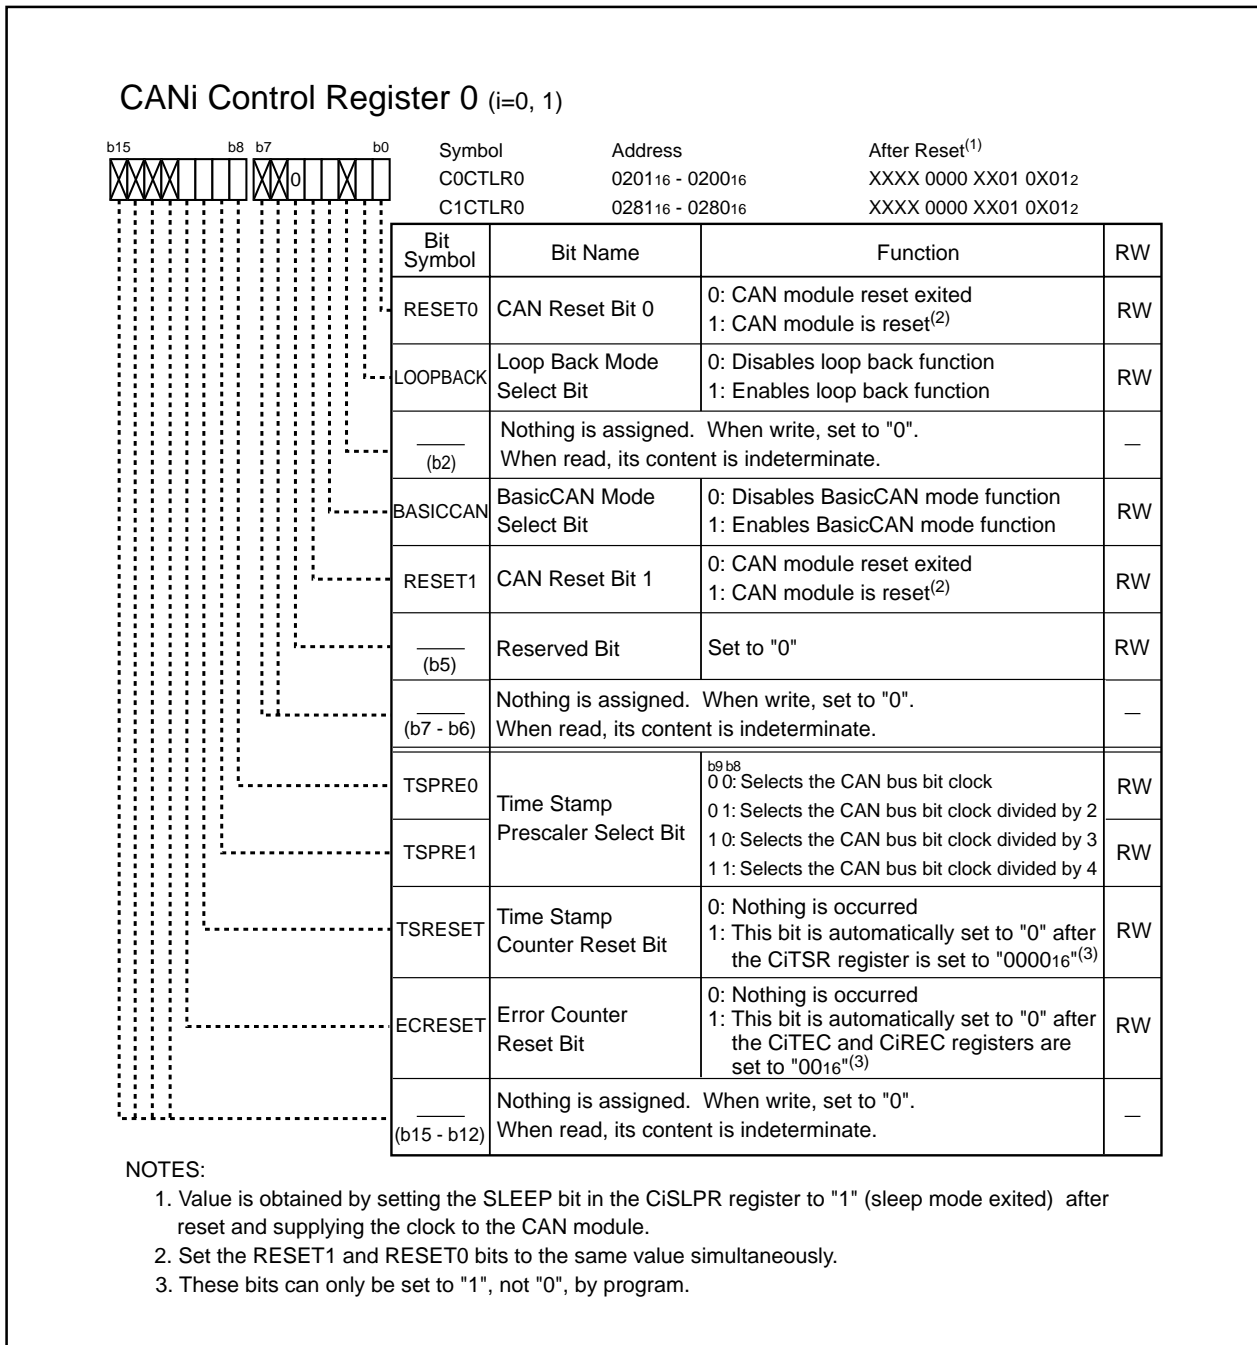 CANi Control Register 0 (i=0, 1)
b15 b8 b7 b0 Symbol Address After Reset(1)
0 C0CTLR0 020116 - 020016 XXXX 0000 XX01 0X012
C1CTLR0 028116 - 028016 XXXX 0000 XX01 0X012
Bit Symbol Bit Name Function RW
RESET0 CAN Reset Bit 0 0: CAN module reset exited
1: CAN module is reset(2) RW
LOOPBACK Loop Back Mode Select Bit 0: Disables loop back function
1: Enables loop back function RW
(b2) Nothing is assigned. When write, set to "0".
When read, its content is indeterminate. —
BASICCAN BasicCAN Mode Select Bit 0: Disables BasicCAN mode function
1: Enables BasicCAN mode function RW
RESET1 CAN Reset Bit 1 0: CAN module reset exited
1: CAN module is reset(2) RW
(b5) Reserved Bit Set to "0" RW
(b7 - b6) Nothing is assigned. When write, set to "0".
When read, its content is indeterminate. —
b9 b8
TSPRE0 Time Stamp Prescaler Select Bit 0 0: Selects the CAN bus bit clock RW
0 1: Selects the CAN bus bit clock divided by 2
TSPRE1 1 0: Selects the CAN bus bit clock divided by 3 RW
1 1: Selects the CAN bus bit clock divided by 4
TSRESET Time Stamp Counter Reset Bit 0: Nothing is occurred
1: This bit is automatically set to "0" after RW
the CiTSR register is set to "000016"(3)
ECRESET Error Counter Reset Bit 0: Nothing is occurred
1: This bit is automatically set to "0" after RW
the CiTEC and CiREC registers are
set to "0016"(3)
(b15 - b12) Nothing is assigned. When write, set to "0".
When read, its content is indeterminate. —
NOTES:
1. Value is obtained by setting the SLEEP bit in the CiSLPR register to "1" (sleep mode exited) after
reset and supplying the clock to the CAN module.
2. Set the RESET1 and RESET0 bits to the same value simultaneously.
3. These bits can only be set to "1", not "0", by program.